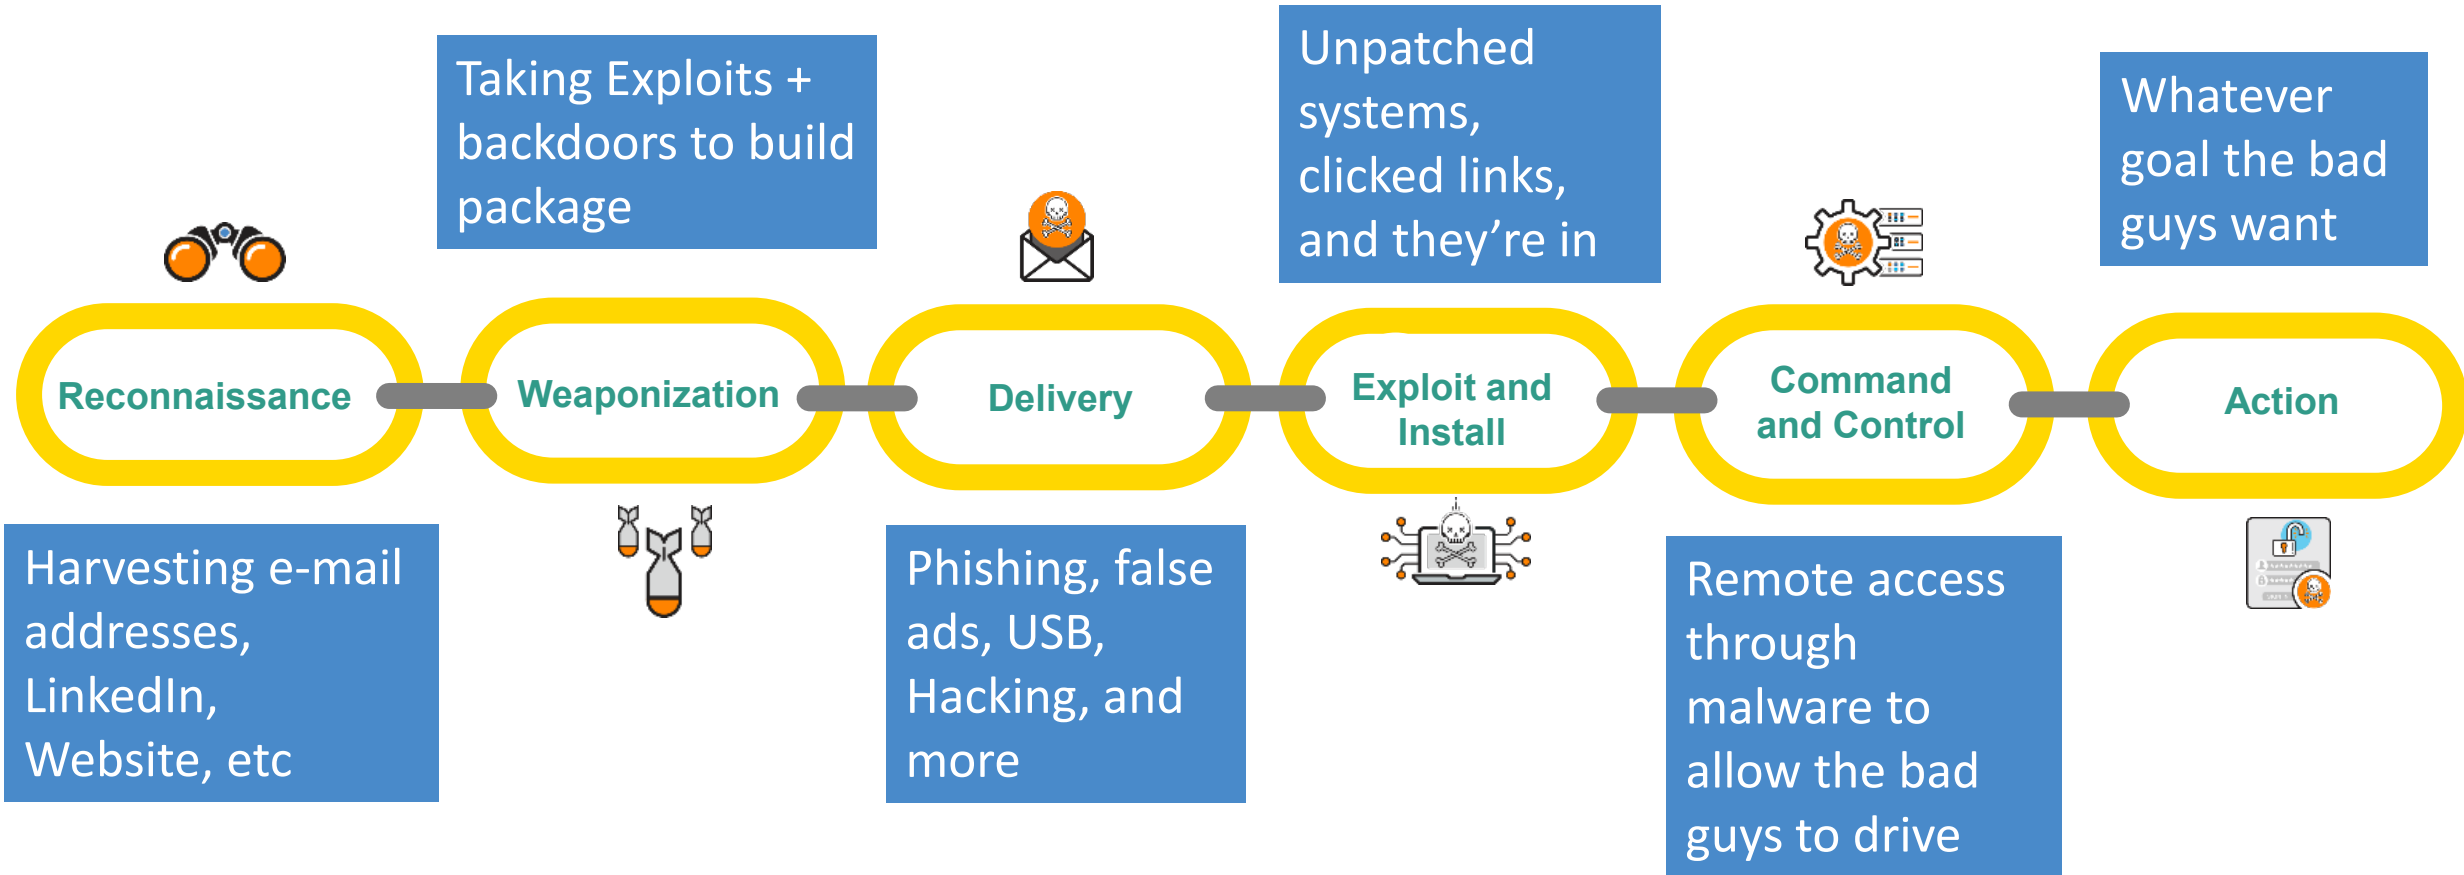 Taking Exploits +
backdoors to build
package
Unpatched
systems,
clicked links,
and they’re in
Whatever
goal the bad
guys want
Reconnaissance
Weaponization
Delivery
Exploit and
Install
Command
and Control
Action
Harvesting e-mail
addresses,
LinkedIn,
Website, etc
Phishing, false
ads, USB,
Hacking, and
more
Remote access
through
malware to
allow the bad
guys to drive